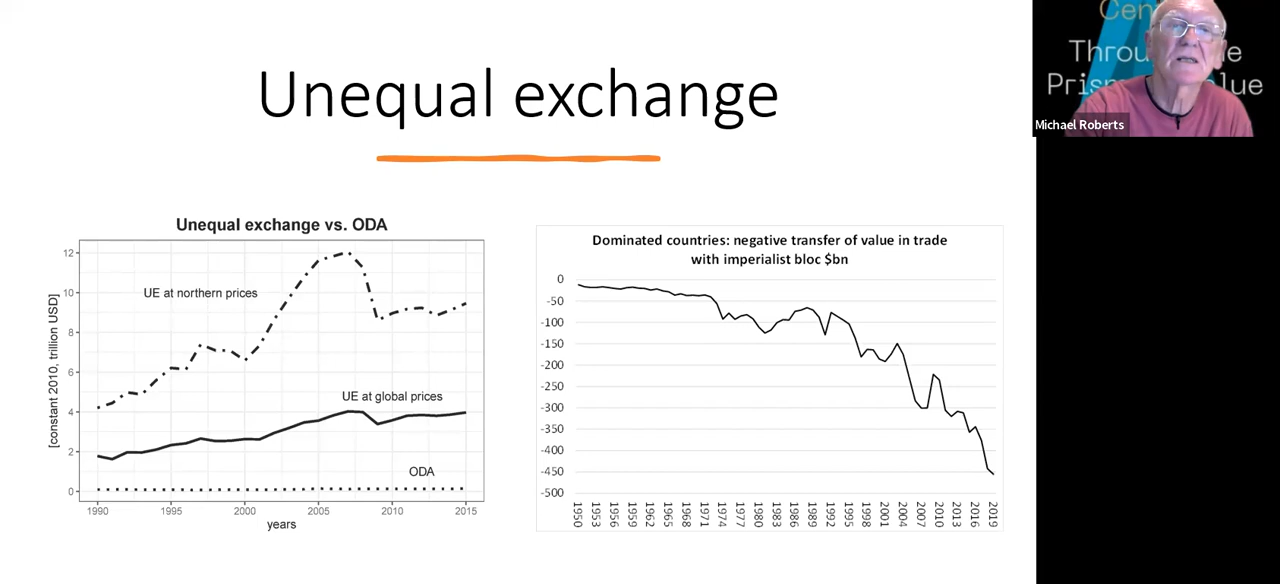 Unequal exchange
Unequal exchange vs. ODA
[constant 2010, trillion USD]
12
10
8
6
4
2
0
UE at northern prices
UE at global prices
ODA
1990 1995 2000 2005 2010 2015
years
Dominated countries: negative transfer of value in trade
with imperialist bloc $bn
0
-50
-100
-150
-200
-250
-300
-350
-400
-450
-500
1950 1953 1956 1959 1962 1965 1968 1971 1974 1977 1980 1983 1986 1989 1992 1995 1998 2001 2004 2007 2010 2013 2016 2019
Michael Roberts